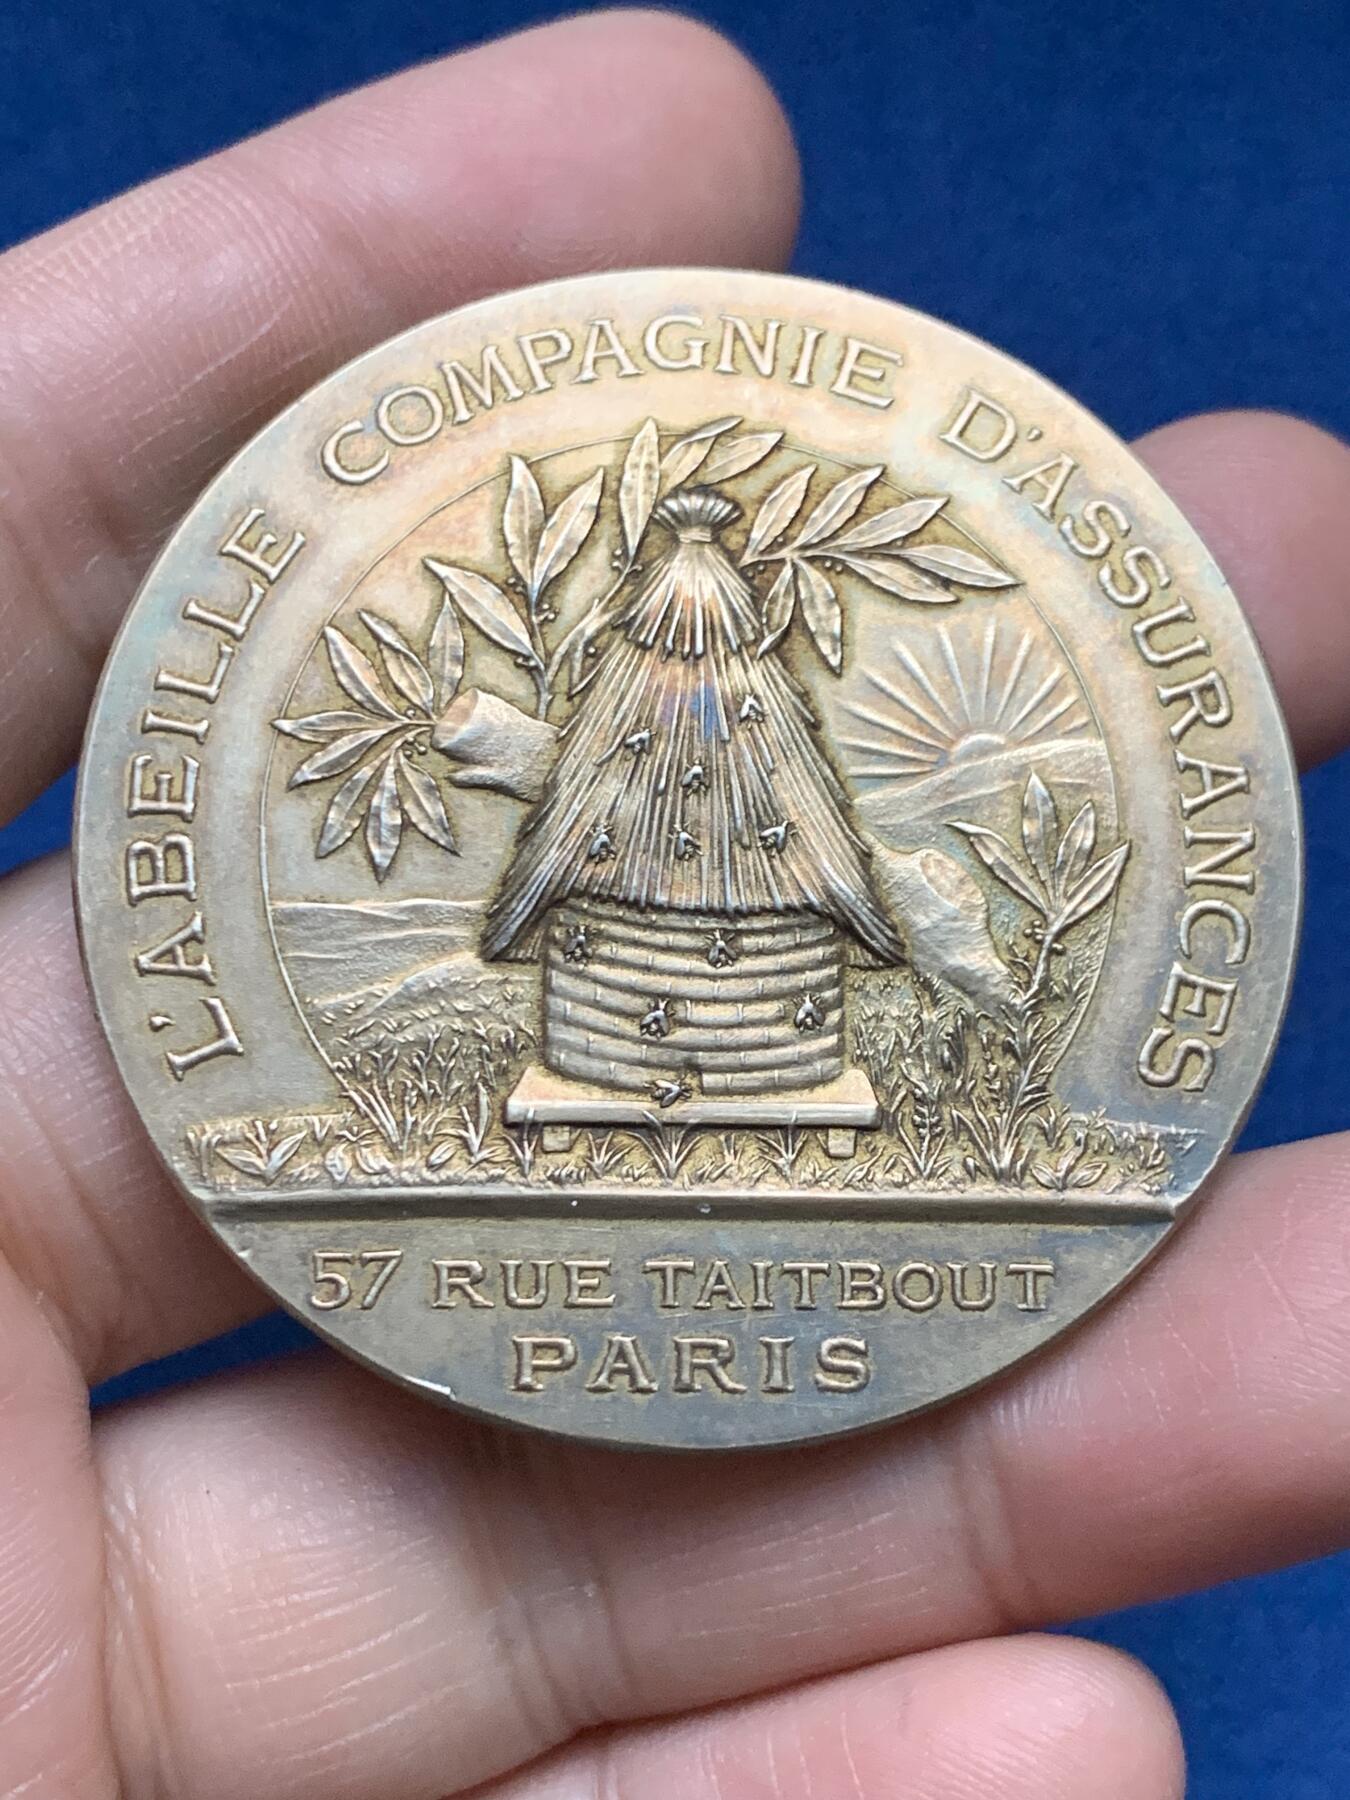 L'ABEILLE COMPAGNIE D'ASSURANCES
57 RUE TAITBOUT
PARIS